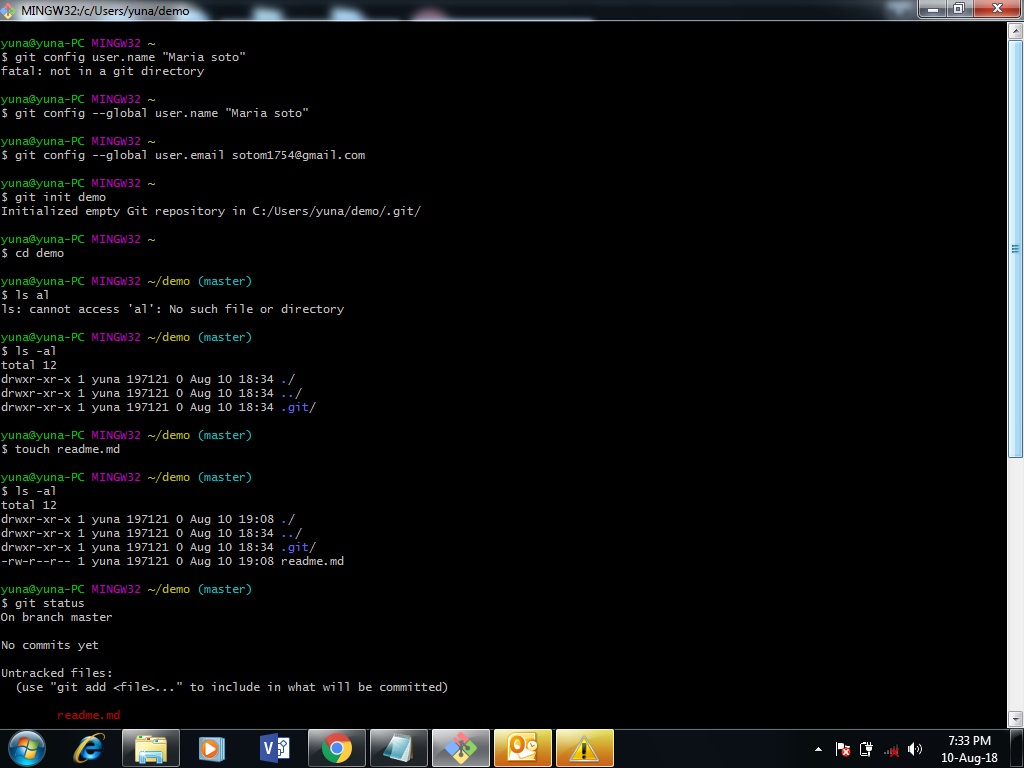 MINGW32:/c/Users/yuna/demo
yuna@yuna-PC MINGW32 ~
$ git config user.name "Maria soto"
fatal: not in a git directory
yuna@yuna-PC MINGW32 ~
$ git config --global user.name "Maria soto"
yuna@yuna-PC MINGW32 ~
$ git config --global user.email sotom1754@gmail.com
yuna@yuna-PC MINGW32 ~
$ git init demo
Initialized empty Git repository in C:/Users/yuna/demo/.git/
yuna@yuna-PC MINGW32 ~
$ cd demo
yuna@yuna-PC MINGW32 ~/demo (master)
$ ls al
ls: cannot access 'al': No such file or directory
yuna@yuna-PC MINGW32 ~/demo (master)
$ ls -al
total 12
drwxr-xr-x 1 yuna 197121 0 Aug 10 18:34 ./
drwxr-xr-x 1 yuna 197121 0 Aug 10 18:34 ../
drwxr-xr-x 1 yuna 197121 0 Aug 10 18:34 .git/
yuna@yuna-PC MINGW32 ~/demo (master)
$ touch readme.md
yuna@yuna-PC MINGW32 ~/demo (master)
$ ls -al
total 12
drwxr-xr-x 1 yuna 197121 0 Aug 10 19:08 ./
drwxr-xr-x 1 yuna 197121 0 Aug 10 18:34 ../
drwxr-xr-x 1 yuna 197121 0 Aug 10 18:34 .git/
-rw-r--r-- 1 yuna 197121 0 Aug 10 19:08 readme.md
yuna@yuna-PC MINGW32 ~/demo (master)
$ git status
On branch master
No commits yet
Untracked files:
(use "git add <file>..." to include in what will be committed)
readme.md
7:33 PM
10-Aug-18